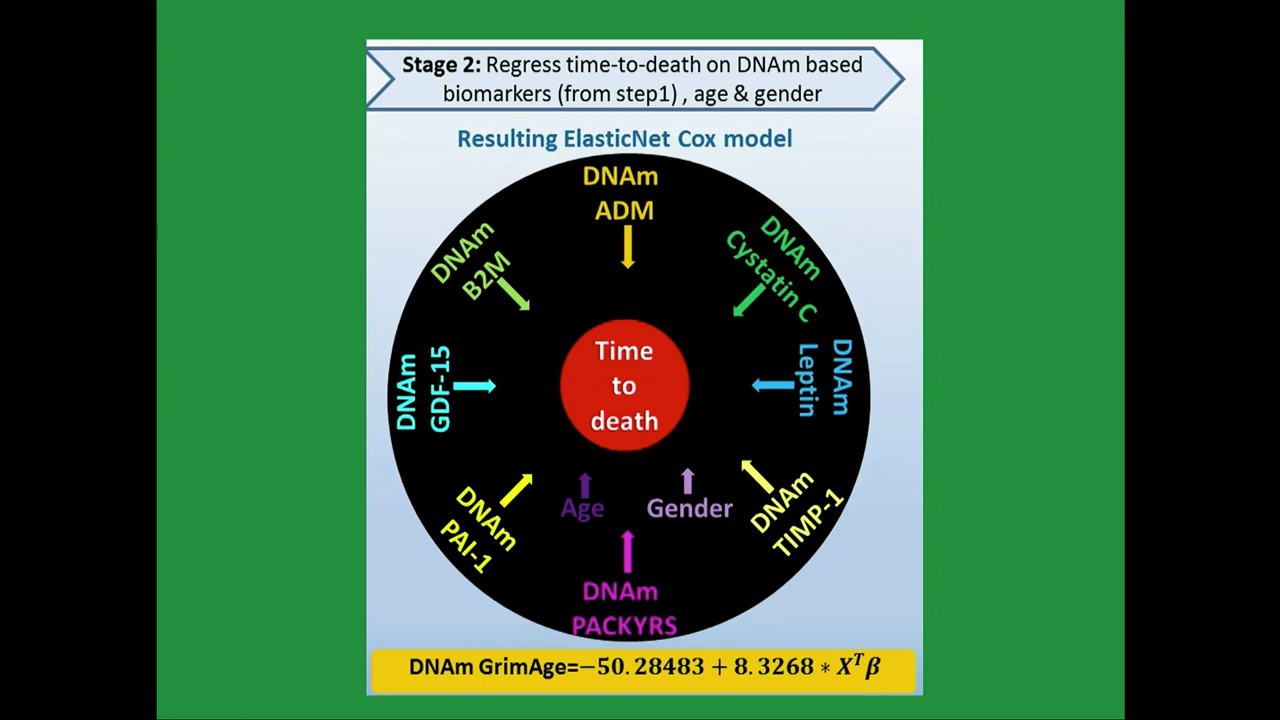 Stage 2: Regress time-to-death on DNAm based
biomarkers (from step1) , age & gender
Resulting ElasticNet Cox model
DNAm
ADM
DNAm
B2M
DNAm
Cystatin C
DNAm
GDF-15
Time
to
death
DNAm
Leptin
DNAm
PAI-1
Age
Gender
DNAm
TIMP-1
DNAm
PACKYRS
DNAm GrimAge=−50.28483 + 8.3268 ∗ X^T β